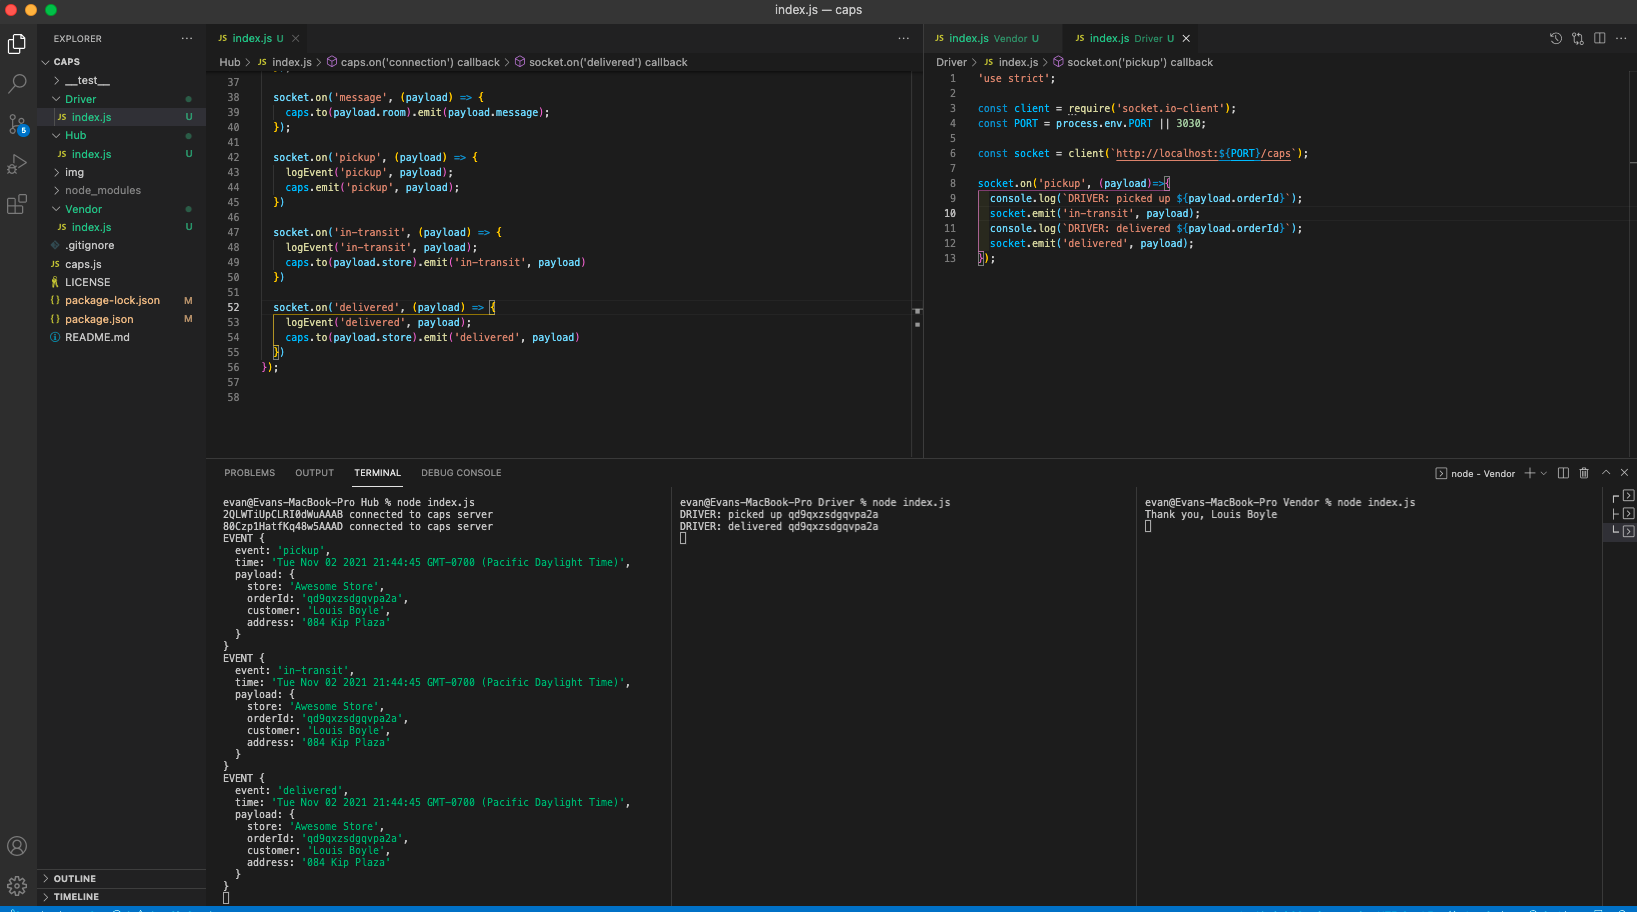 index.js — caps
EXPLORER
CAPS
__test__
Driver
JS index.js U
Hub
JS index.js U
img
node_modules
Vendor
JS index.js U
.gitignore
JS caps.js
LICENSE
{} package-lock.json M
{} package.json M
README.md
OUTLINE
TIMELINE
5
JS index.js U
Hub > JS index.js > caps.on('connection') callback > socket.on('delivered') callback
37
38 socket.on('message', (payload) => {
39 caps.to(payload.room).emit(payload.message);
40 });
41
42 socket.on('pickup', (payload) => {
43 logEvent('pickup', payload);
44 caps.emit('pickup', payload);
45 })
46
47 socket.on('in-transit', (payload) => {
48 logEvent('in-transit', payload);
49 caps.to(payload.store).emit('in-transit', payload)
50 })
51
52 socket.on('delivered', (payload) => {
53 logEvent('delivered', payload);
54 caps.to(payload.store).emit('delivered', payload)
55 })
56 });
57
58
JS index.js Vendor U
JS index.js Driver U
Driver > JS index.js > socket.on('pickup') callback
1 'use strict';
2
3 const client = require('socket.io-client');
4 const PORT = process.env.PORT || 3030;
5
6 const socket = client(`http://localhost:${PORT}/caps`);
7
8 socket.on('pickup', (payload)=>{
9 console.log(`DRIVER: picked up ${payload.orderId}`);
10 socket.emit('in-transit', payload);
11 console.log(`DRIVER: delivered ${payload.orderId}`);
12 socket.emit('delivered', payload);
13 });
PROBLEMS OUTPUT TERMINAL DEBUG CONSOLE
node - Vendor
evan@Evans-MacBook-Pro Hub % node index.js
2QLWTiUpCLRI0dWuAAAB connected to caps server
80Czp1HatfKq48w5AAAD connected to caps server
EVENT {
event: 'pickup',
time: 'Tue Nov 02 2021 21:44:45 GMT-0700 (Pacific Daylight Time)',
payload: {
store: 'Awesome Store',
orderId: 'qd9qxzsdgqvpa2a',
customer: 'Louis Boyle',
address: '084 Kip Plaza'
}
}
EVENT {
event: 'in-transit',
time: 'Tue Nov 02 2021 21:44:45 GMT-0700 (Pacific Daylight Time)',
payload: {
store: 'Awesome Store',
orderId: 'qd9qxzsdgqvpa2a',
customer: 'Louis Boyle',
address: '084 Kip Plaza'
}
}
EVENT {
event: 'delivered',
time: 'Tue Nov 02 2021 21:44:45 GMT-0700 (Pacific Daylight Time)',
payload: {
store: 'Awesome Store',
orderId: 'qd9qxzsdgqvpa2a',
customer: 'Louis Boyle',
address: '084 Kip Plaza'
}
}
evan@Evans-MacBook-Pro Driver % node index.js
DRIVER: picked up qd9qxzsdgqvpa2a
DRIVER: delivered qd9qxzsdgqvpa2a
evan@Evans-MacBook-Pro Vendor % node index.js
Thank you, Louis Boyle